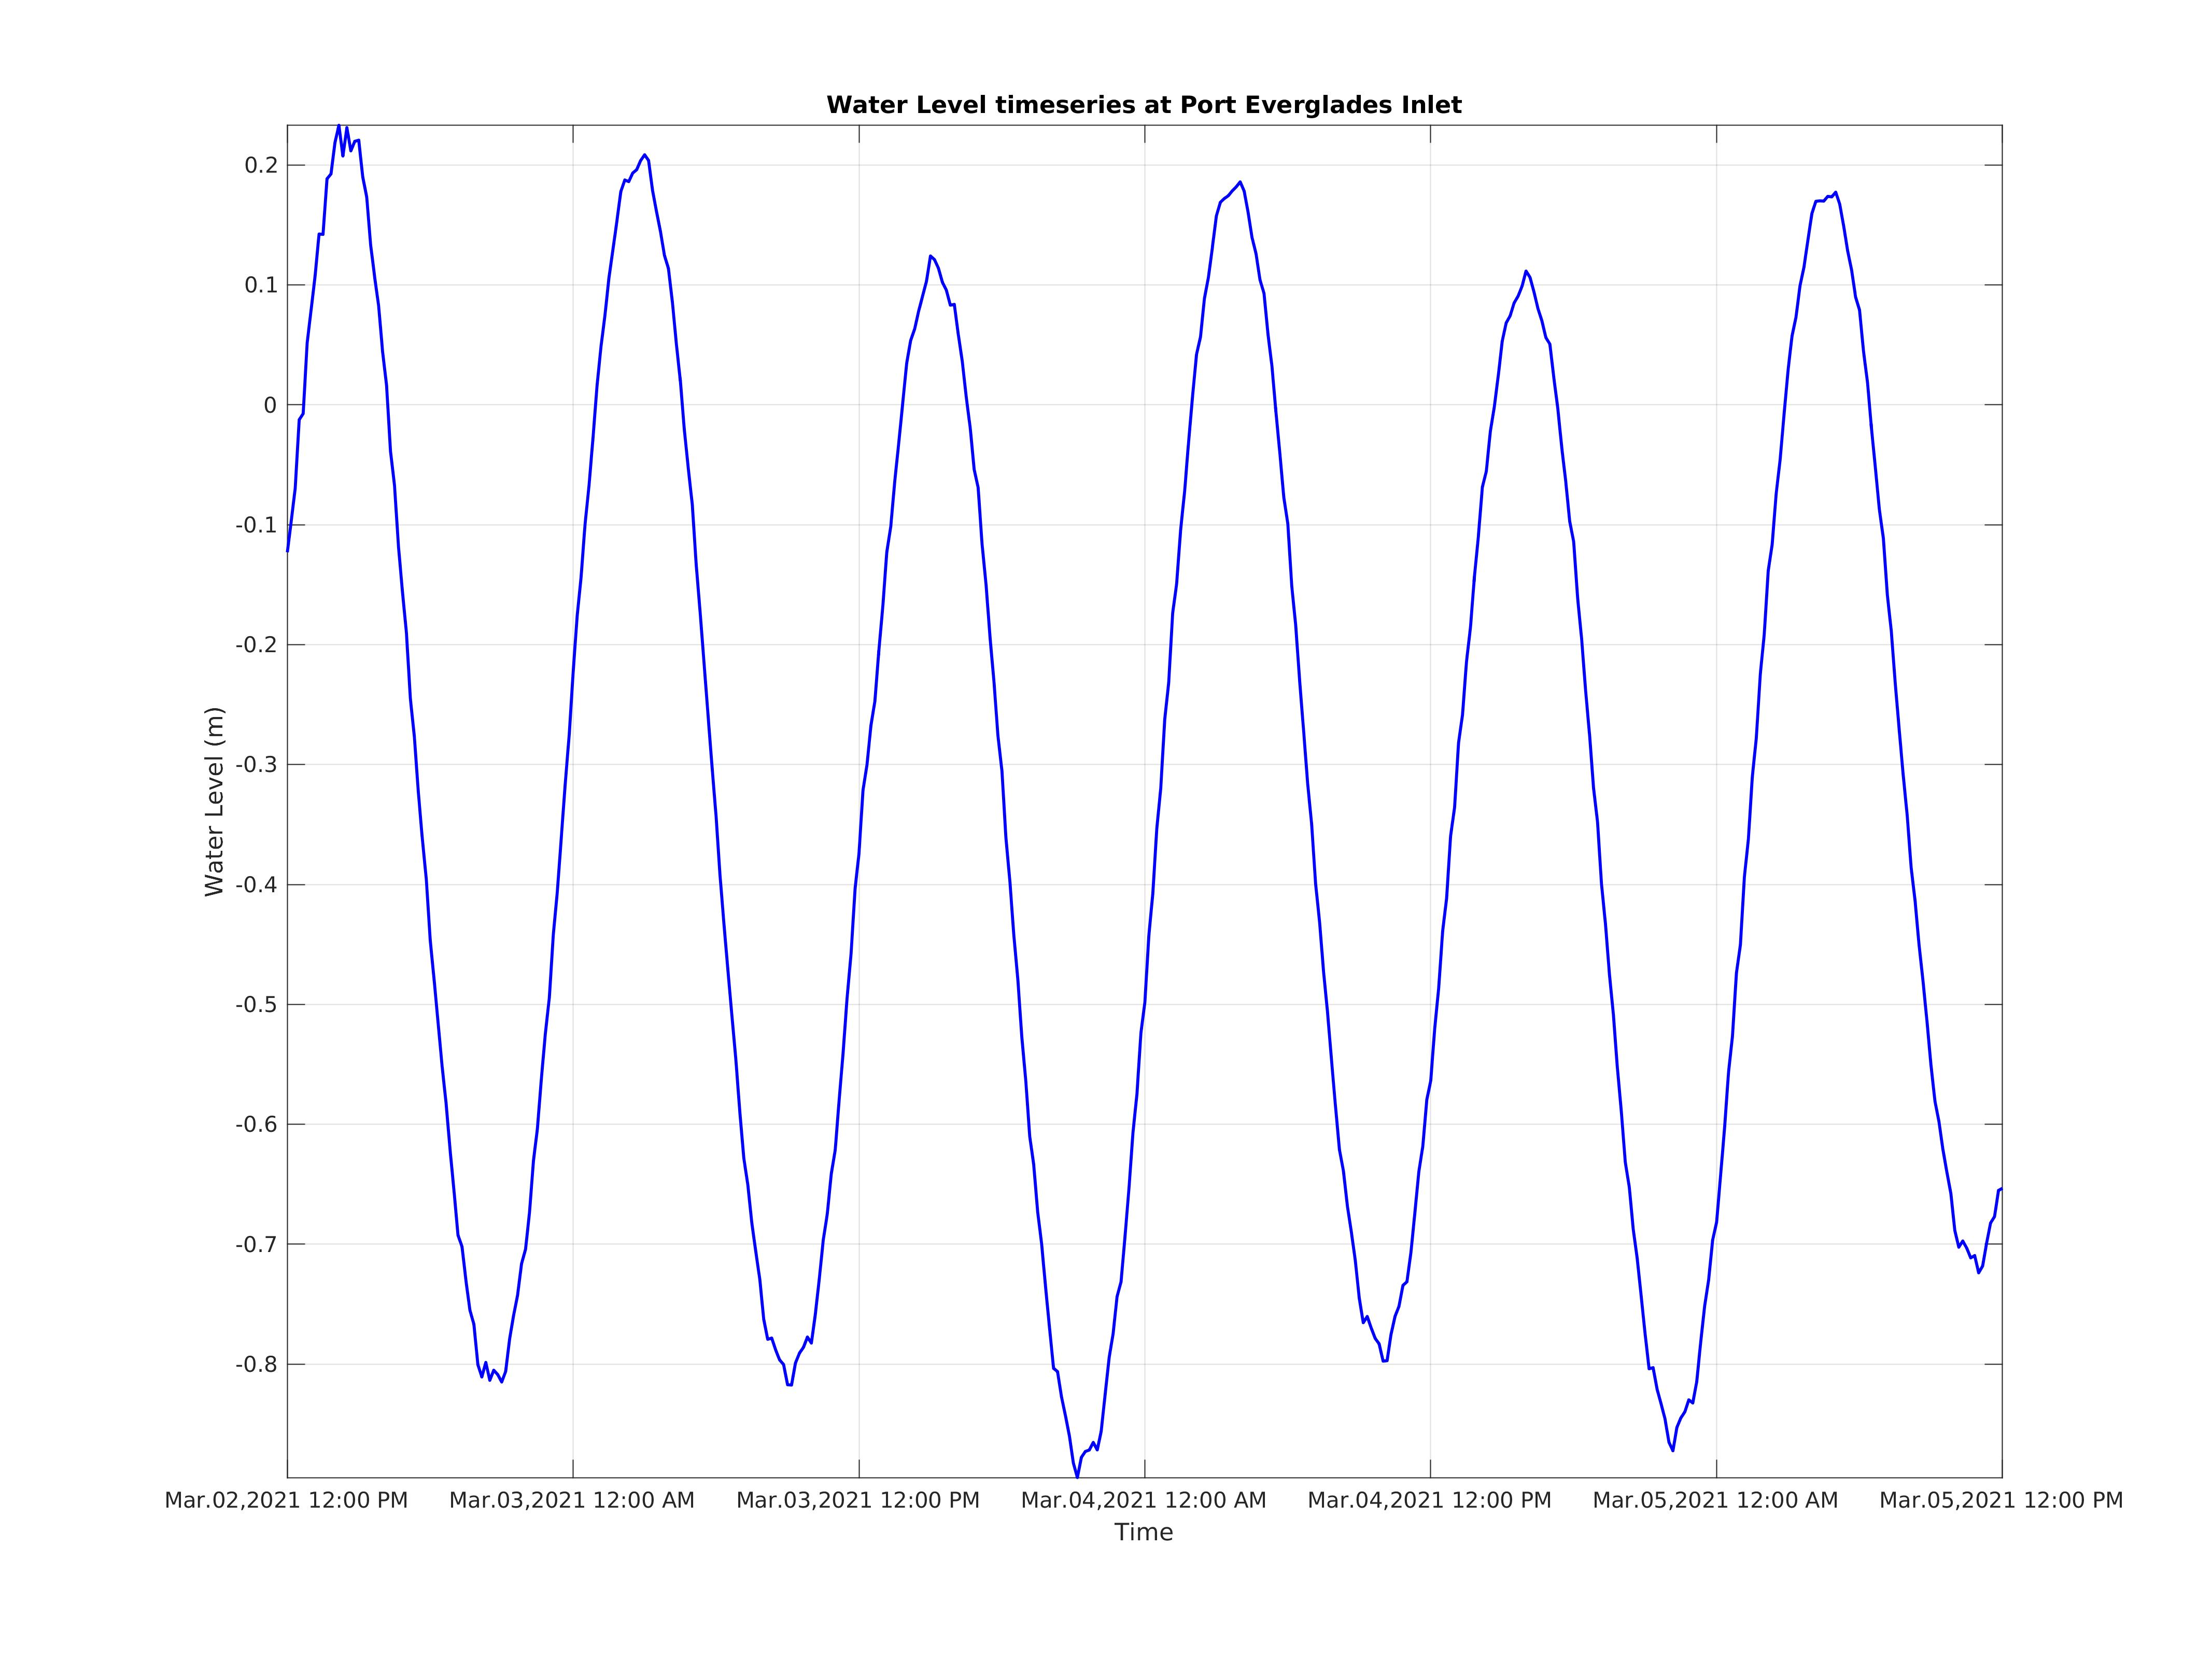 Water Level timeseries at Port Everglades Inlet
0.2
0.1
0
-0.1
-0.2
-0.3
-0.4
-0.5
-0.6
-0.7
-0.8
Water Level (m)
Mar.02,2021 12:00 PM Mar.03,2021 12:00 AM Mar.03,2021 12:00 PM Mar.04,2021 12:00 AM Mar.04,2021 12:00 PM Mar.05,2021 12:00 AM Mar.05,2021 12:00 PM
Time